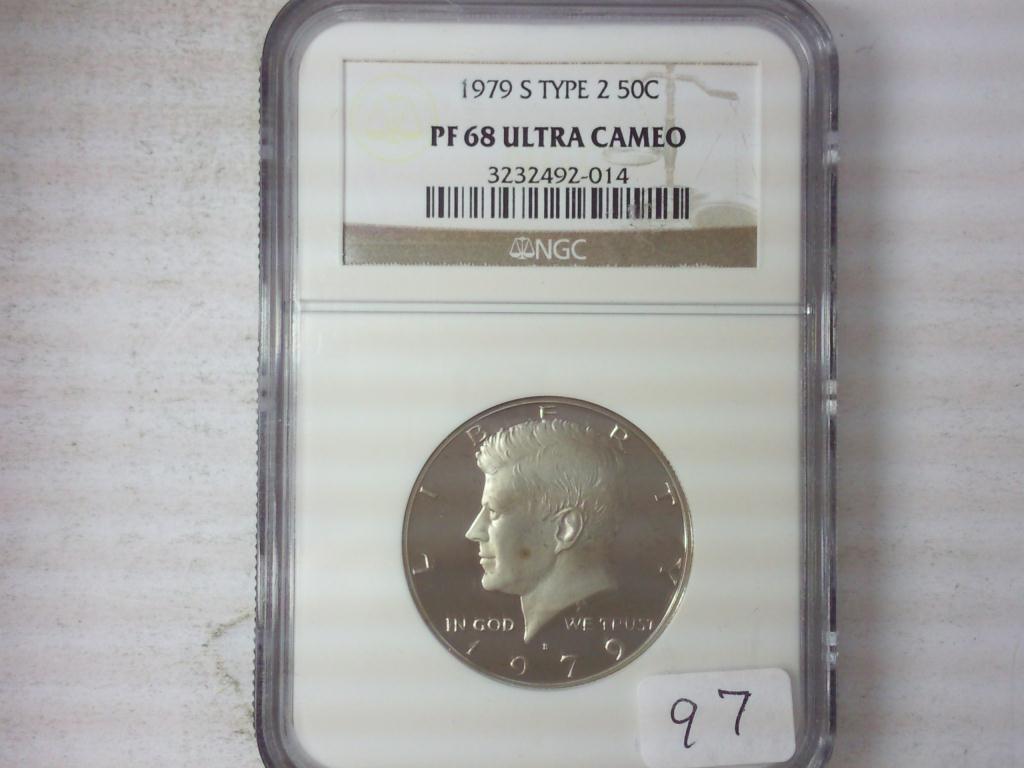 1979 S TYPE 2 50C
PF 68 ULTRA CAMEO
3232492-014
NGC
LIBERTY
IN GOD WE TRUST
1979
97